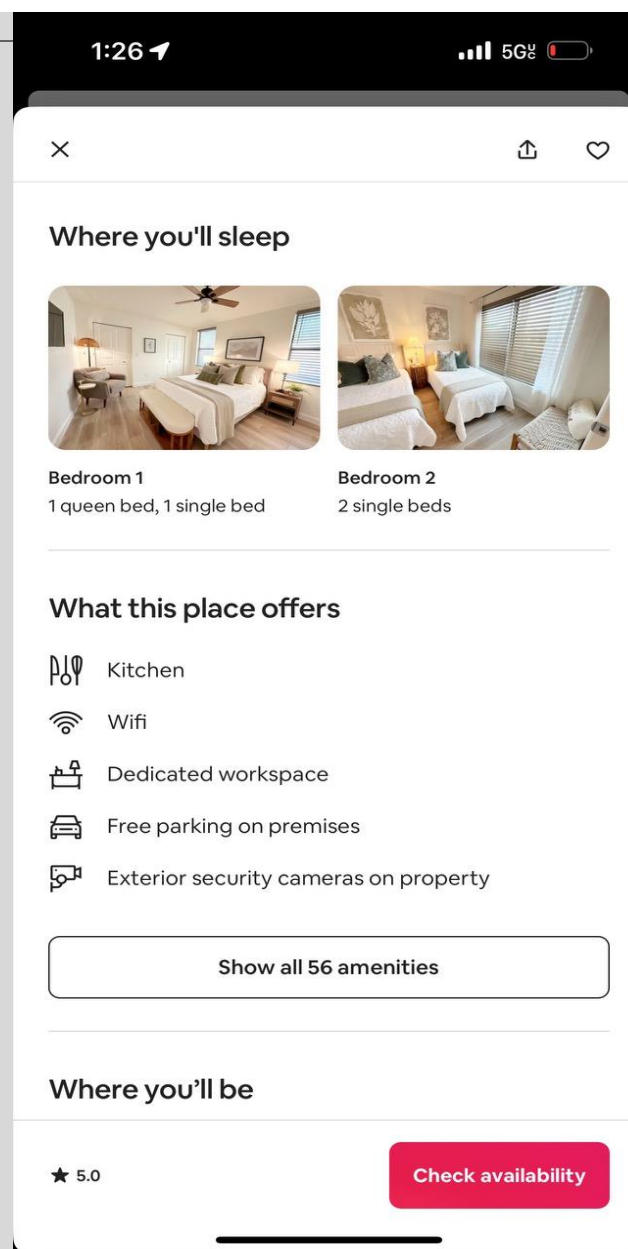 1:26
5G
Where you'll sleep
Bedroom 1
1 queen bed, 1 single bed
Bedroom 2
2 single beds
What this place offers
Kitchen
Wifi
Dedicated workspace
Free parking on premises
Exterior security cameras on property
Show all 56 amenities
Where you’ll be
5.0
Check availability